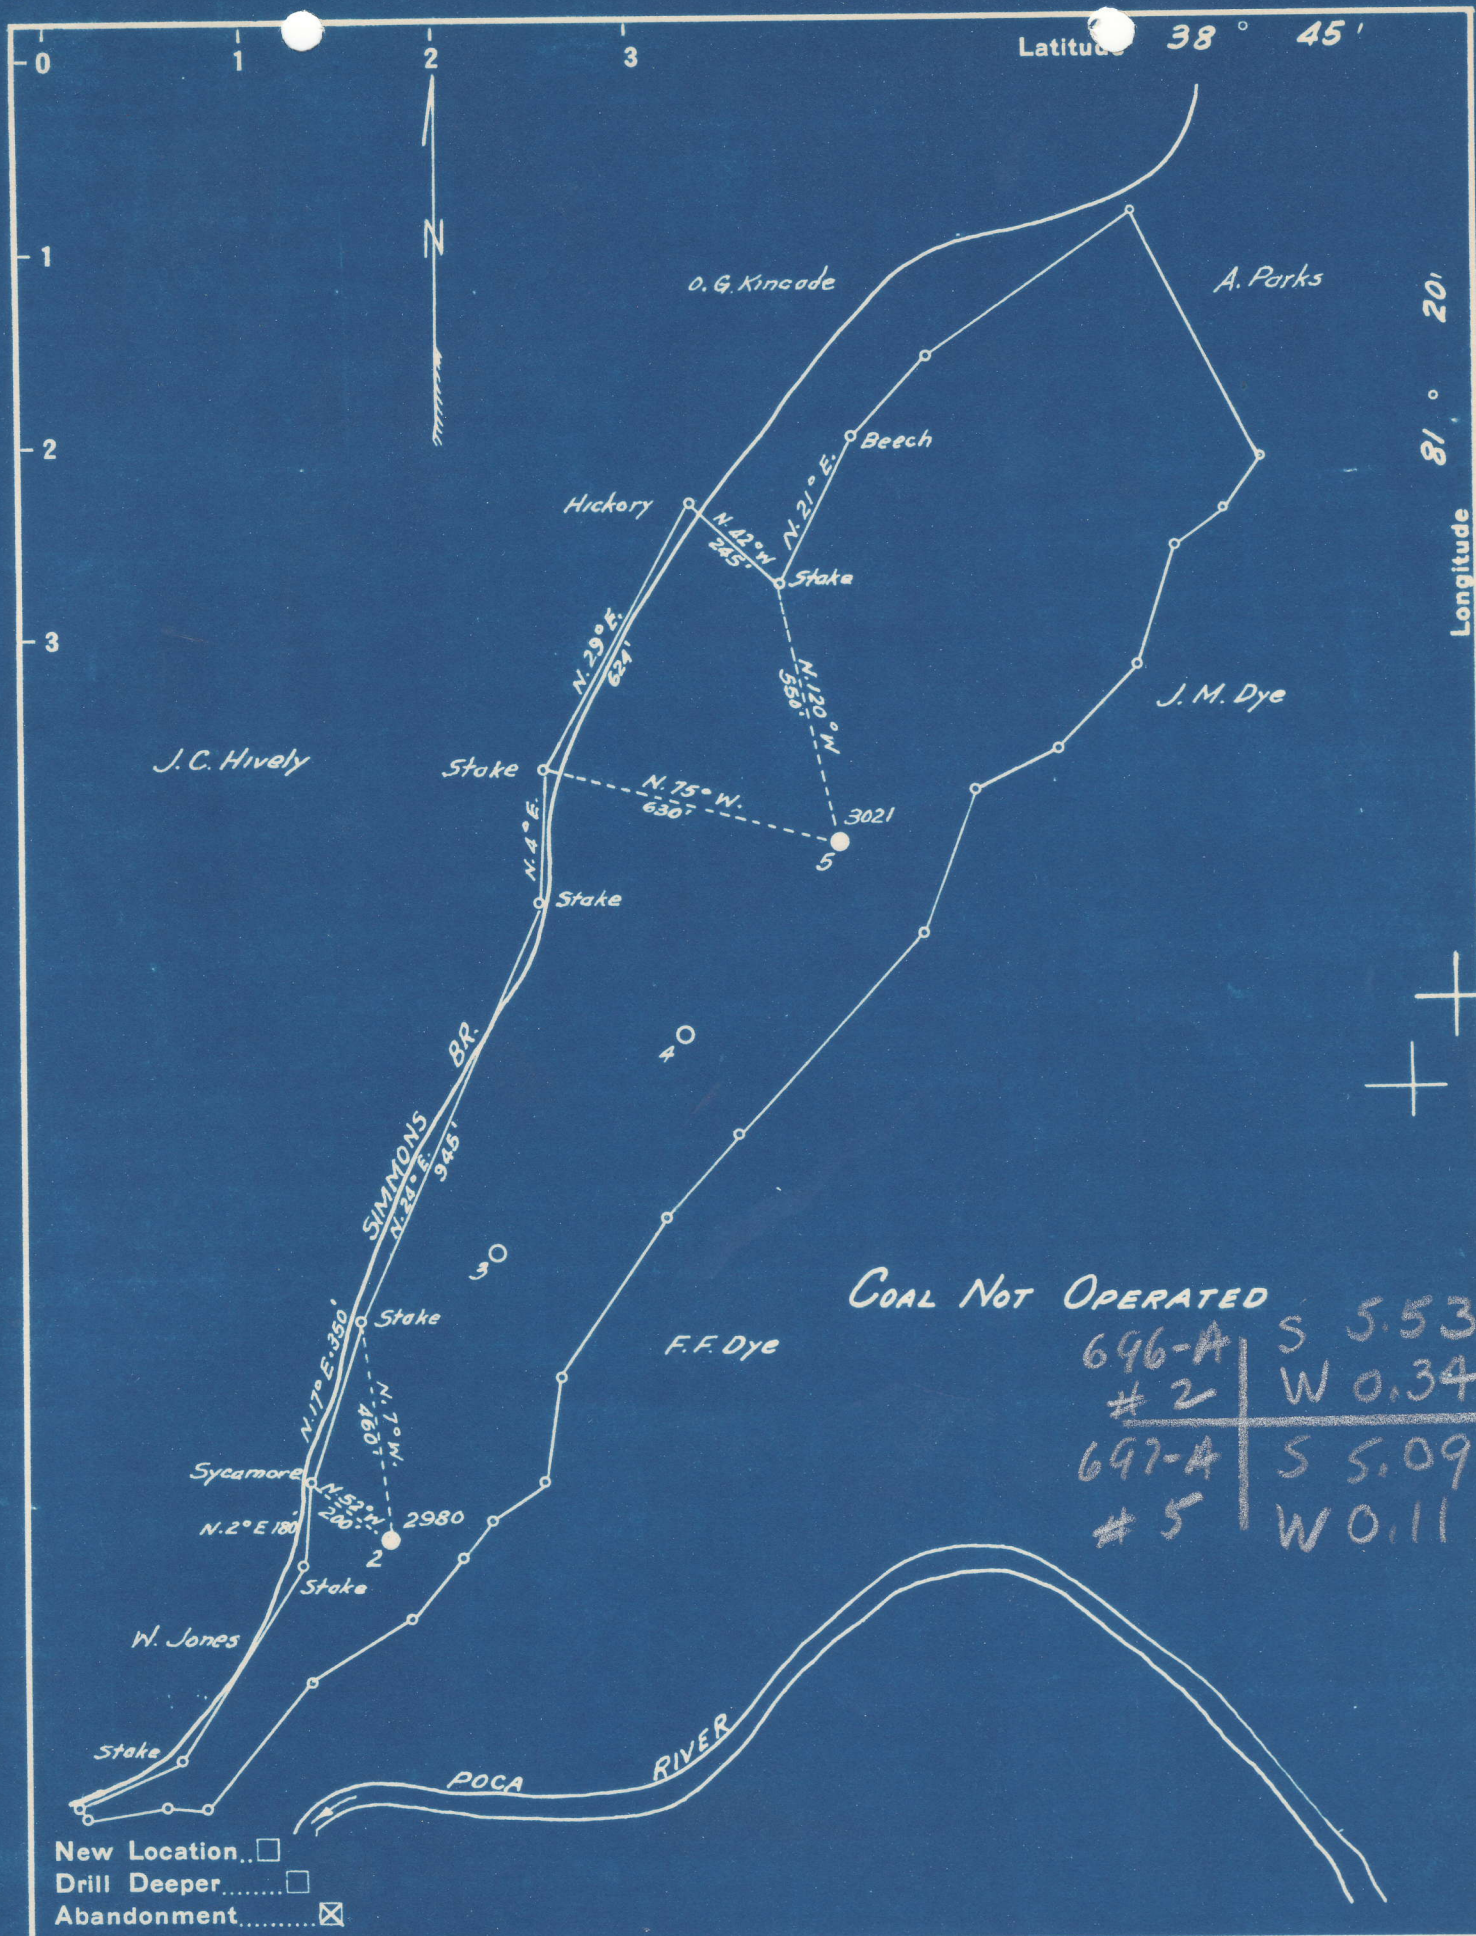 0 1 2 3 Latitude 38° 45'
1
2
3
N
O. G. Kincade
A. Parks
81° 20'
Longitude
Beech
Hickory
N. 42° W
245'
N. 21° E.
Stake
N. 29° E.
624'
N. 120 W°
550'
J. M. Dye
J. C. Hively
Stake
N. 75° W.
630'
3021
5
N. 4° E.
Stake
4
SIMMONS BR.
N. 24° E.
945'
3
COAL NOT OPERATED
Stake
F. F. Dye
696-A S 5.53
# 2 W 0.34
697-A S 5.09
# 5 W 0.11
N. 17° E. 350'
N. 7° W.
460'
Sycamore
N. 52° W
200'
N. 2° E 180'
2980
2
Stake
W. Jones
Stake
POCA RIVER
New Location..
Drill Deeper........
Abandonment.......... ☒